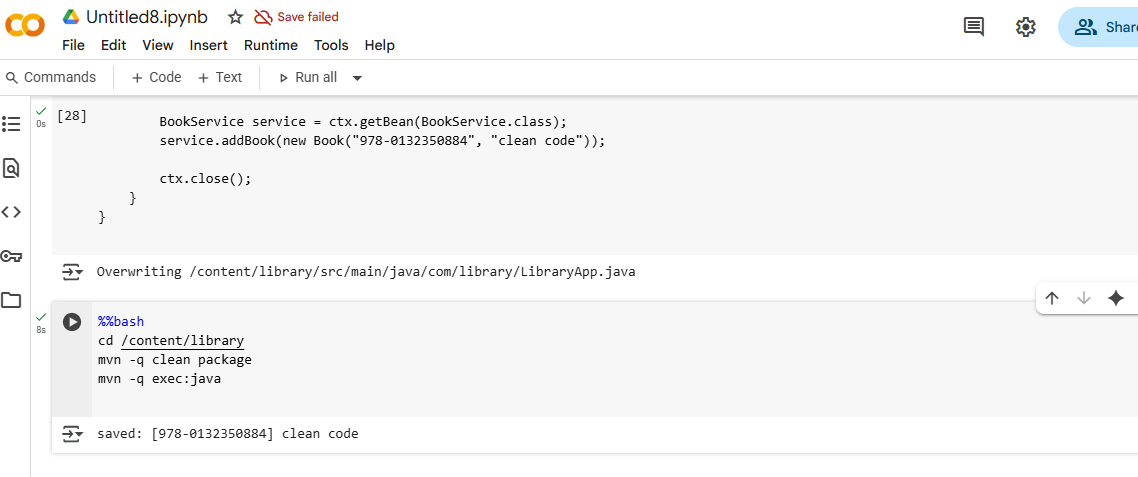 Untitled8.ipynb Save failed
File Edit View Insert Runtime Tools Help
Shar
Commands + Code + Text Run all
[28]
0s
BookService service = ctx.getBean(BookService.class);
service.addBook(new Book("978-0132350884", "clean code"));
ctx.close();
}
}
Overwriting /content/library/src/main/java/com/library/LibraryApp.java
8s
%%bash
cd /content/library
mvn -q clean package
mvn -q exec:java
saved: [978-0132350884] clean code